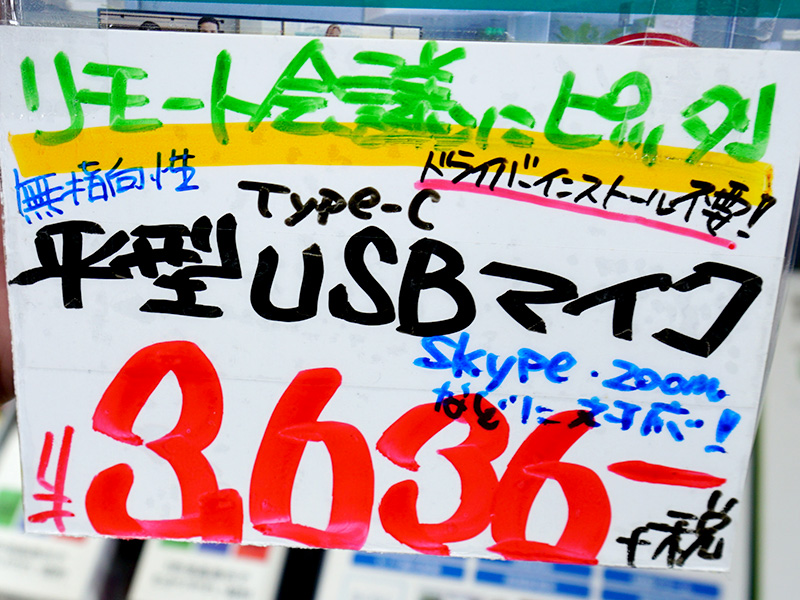 リモート会議にピッタリ
無指向性
ドライバインストール不要!
Type-C
平型USBマイク
Skype・zoom
などに対応!
¥3,636-
+税